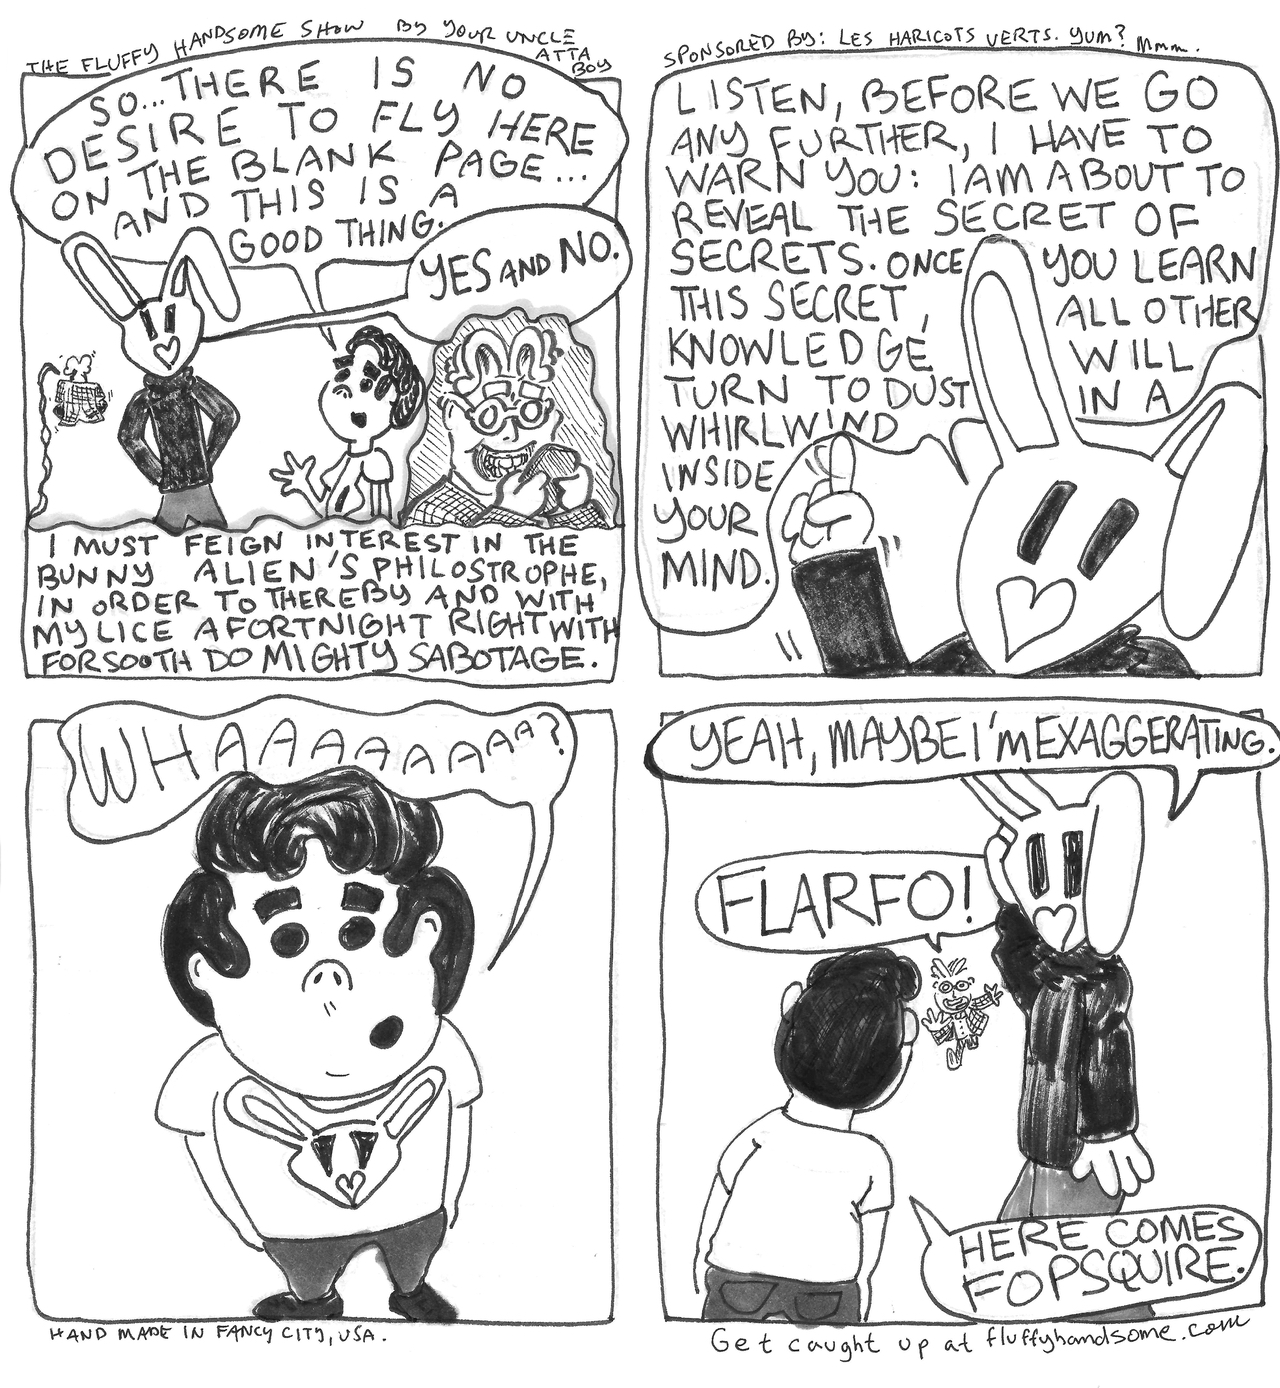 THE FLUFFY HANDSOME SHOW BY YOUR UNCLE
ATTA
BOY
SO...THERE IS NO
DESIRE TO FLY HERE
ON THE BLANK PAGE...
AND THIS IS A
GOOD THING.
YES AND NO.
I MUST FEIGN INTEREST IN THE
BUNNY ALIEN'S PHILOSTROPHE,
IN ORDER TO THEREBY AND WITH
MY LICE A FORTNIGHT RIGHT WITH
FORSOOTH DO MIGHTY SABOTAGE.
SPONSORED BY: LES HARICOTS VERTS. YUM? Mmm.
LISTEN, BEFORE WE GO
ANY FURTHER, I HAVE TO
WARN YOU: I AM ABOUT TO
REVEAL THE SECRET OF
SECRETS. ONCE YOU LEARN
THIS SECRET, ALL OTHER
KNOWLEDGE WILL
TURN TO DUST IN A
WHIRLWIND
INSIDE
YOUR
MIND.
WHAAAAAAAA?
HAND MADE IN FANCY CITY, USA.
YEAH, MAYBE I'M EXAGGERATING.
FLARFO!
HERE COMES
FOPSQUIRE.
Get caught up at fluffyhandsome.com